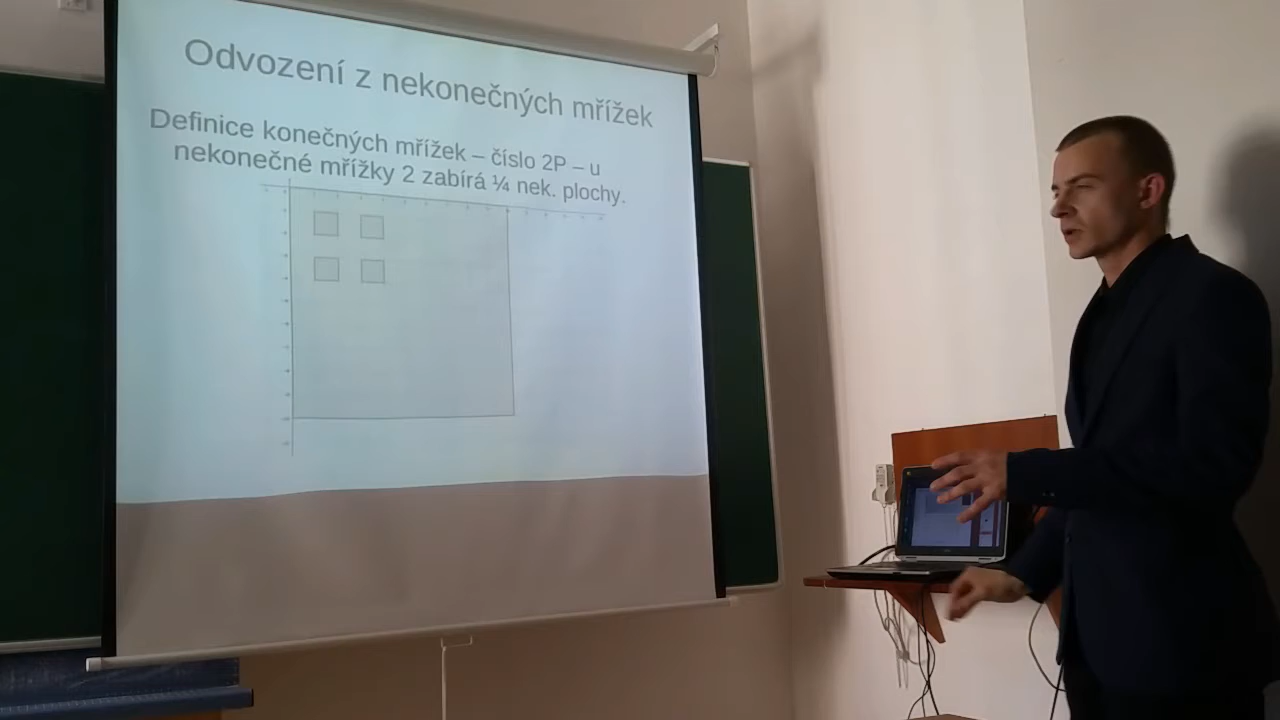 Odvození z nekonečných mřížek
Definice konečných mřížek – číslo 2P – u
nekonečné mřížky 2 zabírá ¼ nek. plochy.